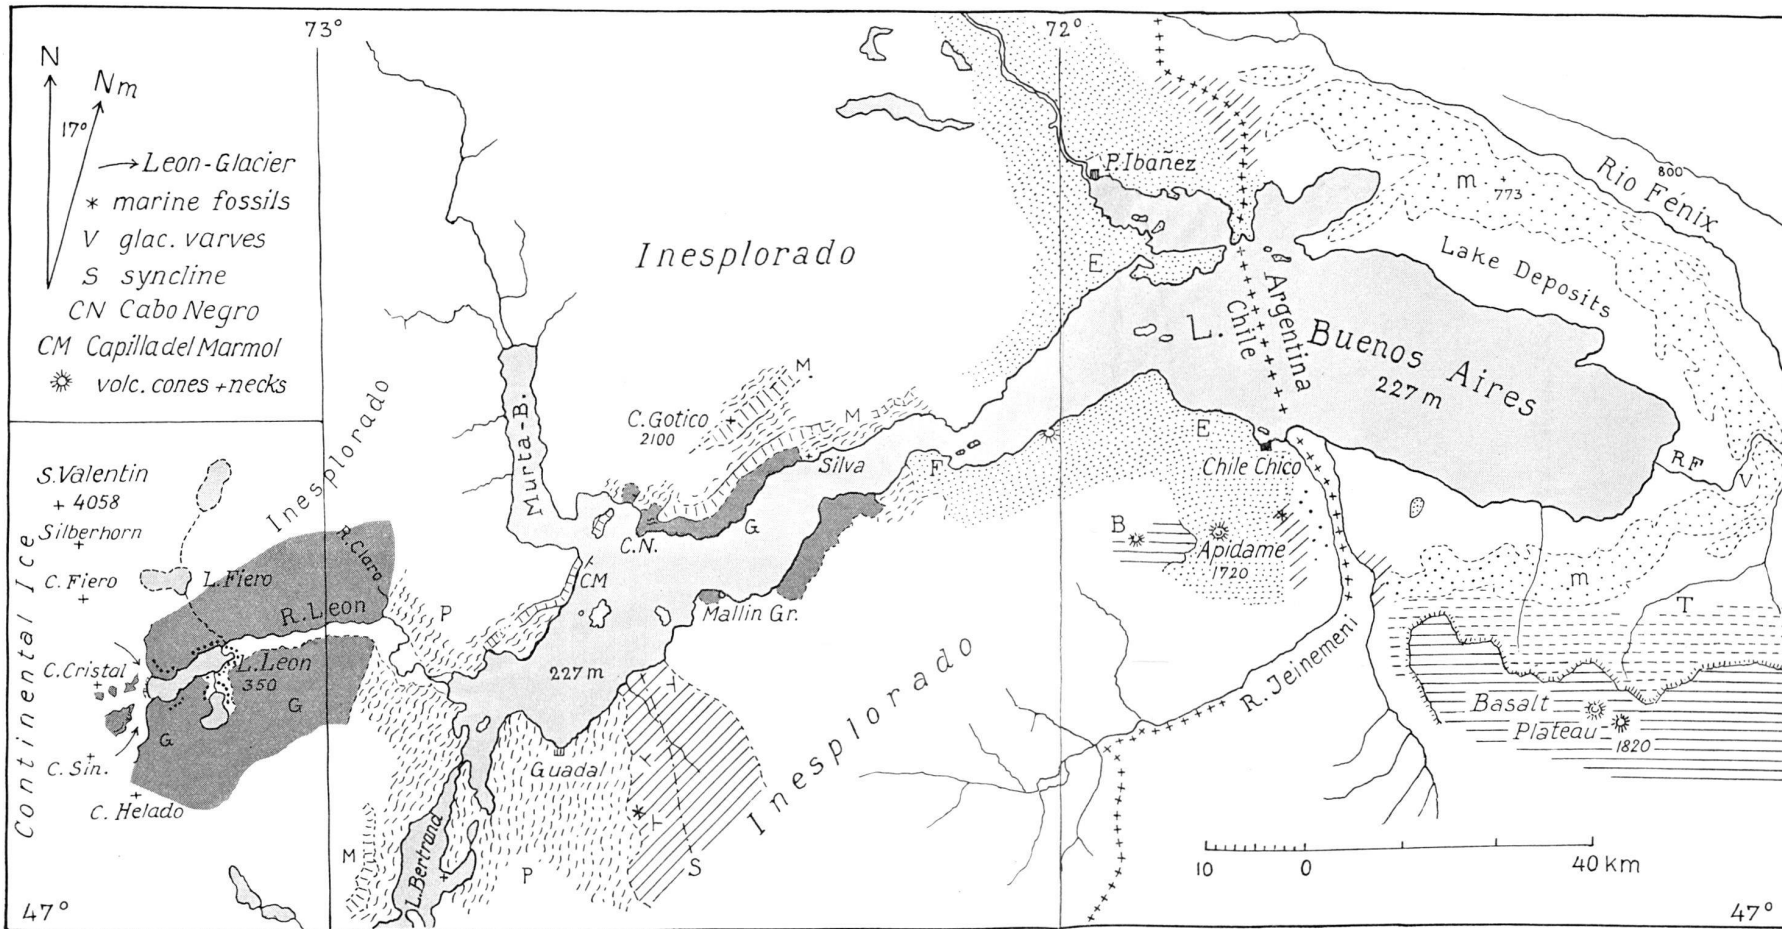 73°
72°
N
Nm
17°
Leon-Glacier
* marine fossils
V glac. varves
S syncline
CN Cabo Negro
CM Capilla del Marmol
volc. cones + necks
P. Ibañez
Rio Fénix
800
m
773
Lake Deposits
Inesplorado
E
Argentina
Chile
L. Buenos Aires
227 m
Inesplorado
Murta-B.
C. Gotico
2100
M
M
Silva
F
E
Chile Chico
RF
V
S. Valentin
4058
Silberhorn
C. Fiero
L. Fiero
R. Claro
R. Leon
C.N.
G
CM
Mallin Gr.
B
Apidame
1720
m
T
Continental Ice
C. Cristal
L. Leon
350
G
G
P
227 m
C. Sin.
C. Helado
Guadal
Inesplorado
R. Jeinemeni
Basalt
Plateau
1820
M
L. Bertrand
P
S
10 0 40 km
47°
47°